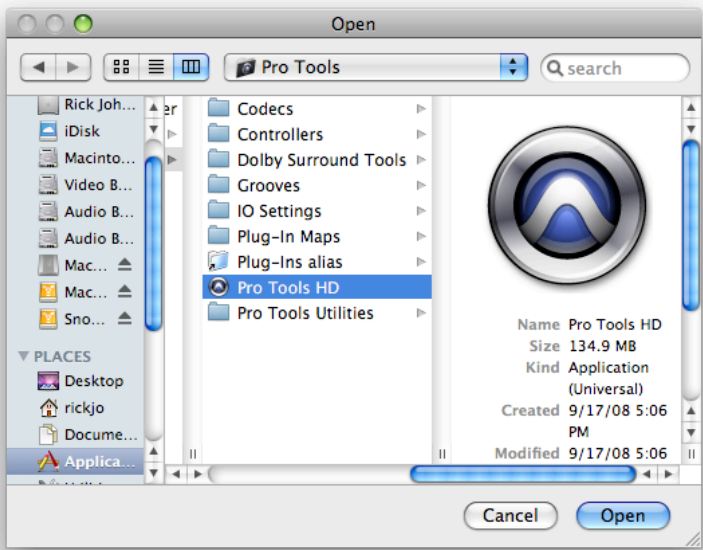 Open
Pro Tools
search
Rick Joh...
iDisk
Macinto...
Video B...
Audio B...
Audio B...
Mac...
Mac...
Sno...
PLACES
Desktop
rickjo
Docume...
Applica...
er
Codecs
Controllers
Dolby Surround Tools
Grooves
IO Settings
Plug-In Maps
Plug-Ins alias
Pro Tools HD
Pro Tools Utilities
Name Pro Tools HD
Size 134.9 MB
Kind Application
(Universal)
Created 9/17/08 5:06
PM
Modified 9/17/08 5:06
Cancel
Open